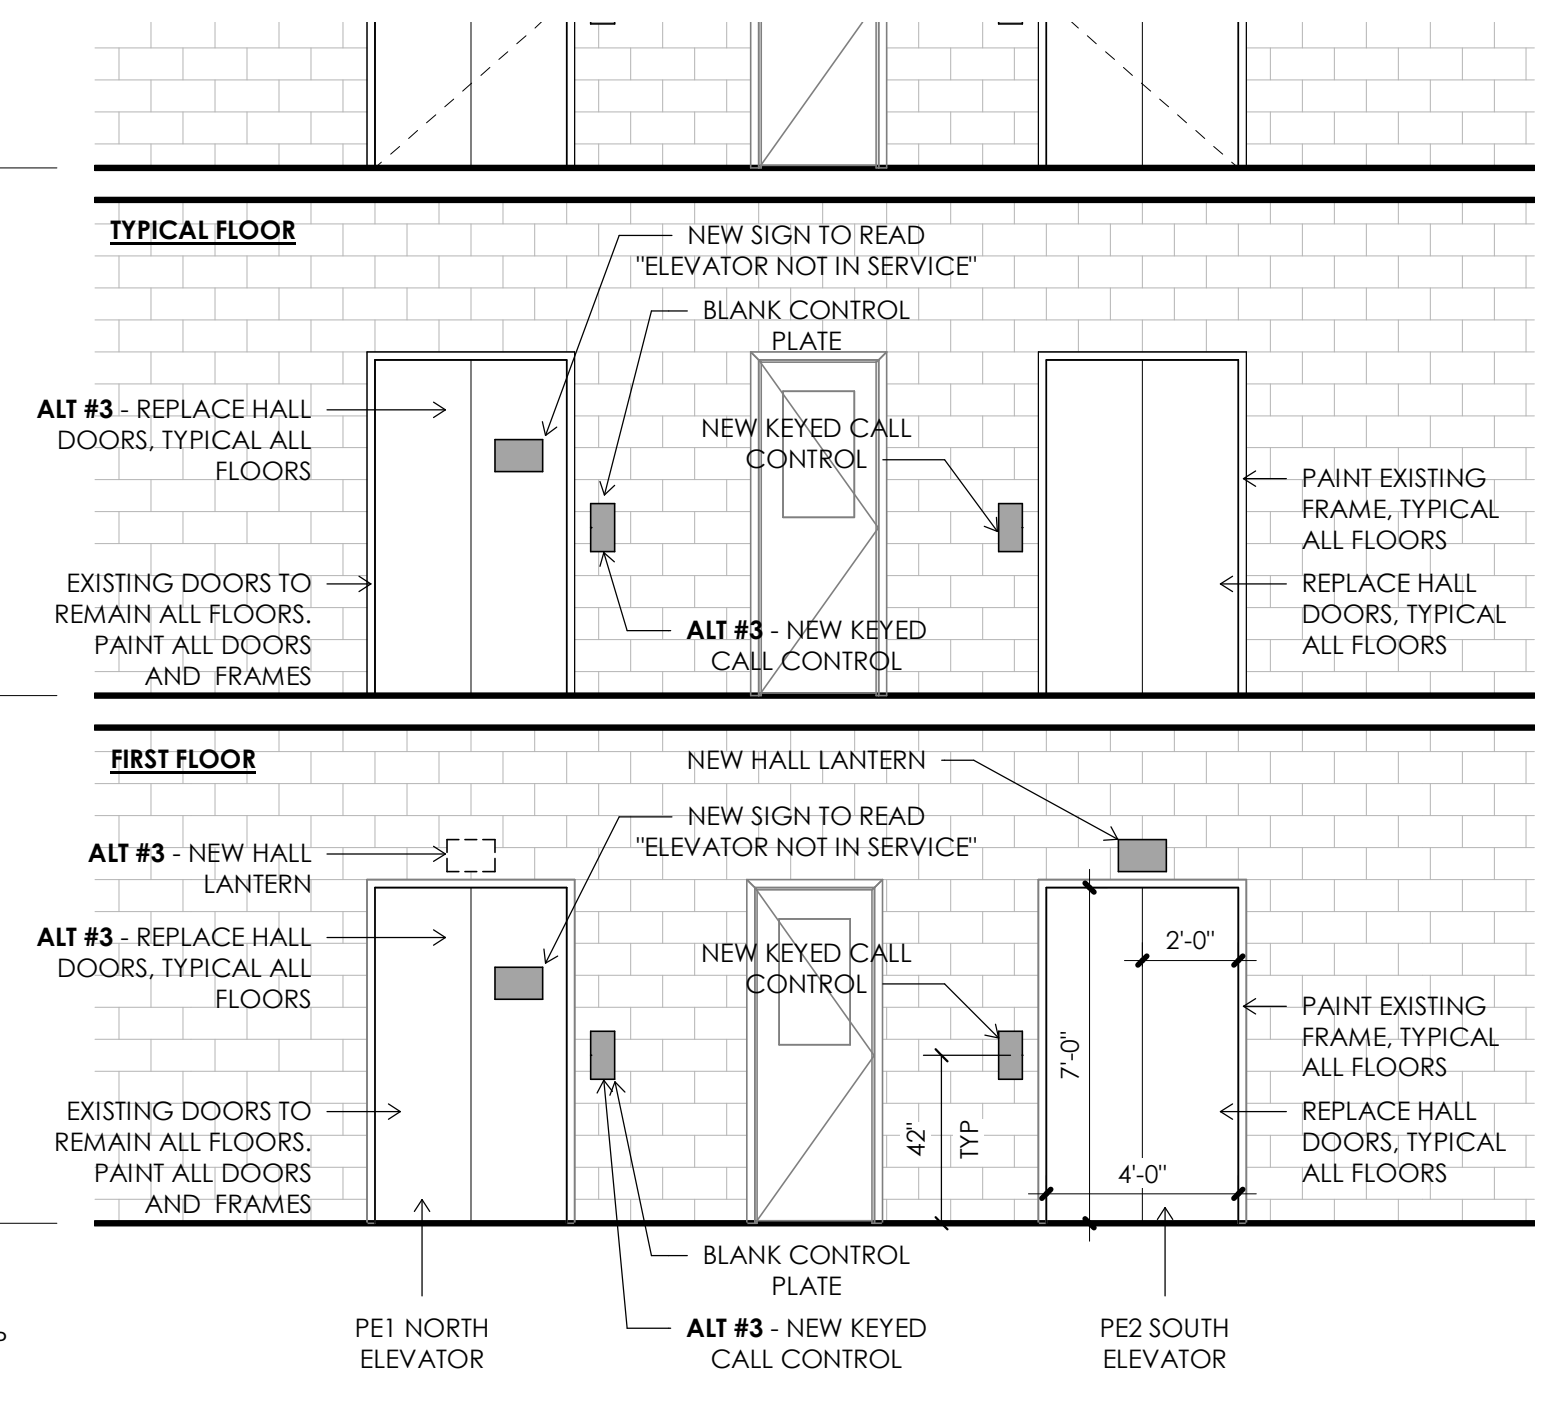 TYPICAL FLOOR
NEW SIGN TO READ
"ELEVATOR NOT IN SERVICE"
BLANK CONTROL
PLATE
ALT #3 - REPLACE HALL
DOORS, TYPICAL ALL
FLOORS
NEW KEYED CALL
CONTROL
PAINT EXISTING
FRAME, TYPICAL
ALL FLOORS
EXISTING DOORS TO
REMAIN ALL FLOORS.
PAINT ALL DOORS
AND FRAMES
REPLACE HALL
DOORS, TYPICAL
ALL FLOORS
ALT #3 - NEW KEYED
CALL CONTROL
FIRST FLOOR
NEW HALL LANTERN
NEW SIGN TO READ
"ELEVATOR NOT IN SERVICE"
ALT #3 - NEW HALL
LANTERN
ALT #3 - REPLACE HALL
DOORS, TYPICAL ALL
FLOORS
NEW KEYED CALL
CONTROL
2'-0"
7'-0"
PAINT EXISTING
FRAME, TYPICAL
ALL FLOORS
EXISTING DOORS TO
REMAIN ALL FLOORS.
PAINT ALL DOORS
AND FRAMES
42"
TYP
4'-0"
REPLACE HALL
DOORS, TYPICAL
ALL FLOORS
BLANK CONTROL
PLATE
PE1 NORTH
ELEVATOR
ALT #3 - NEW KEYED
CALL CONTROL
PE2 SOUTH
ELEVATOR